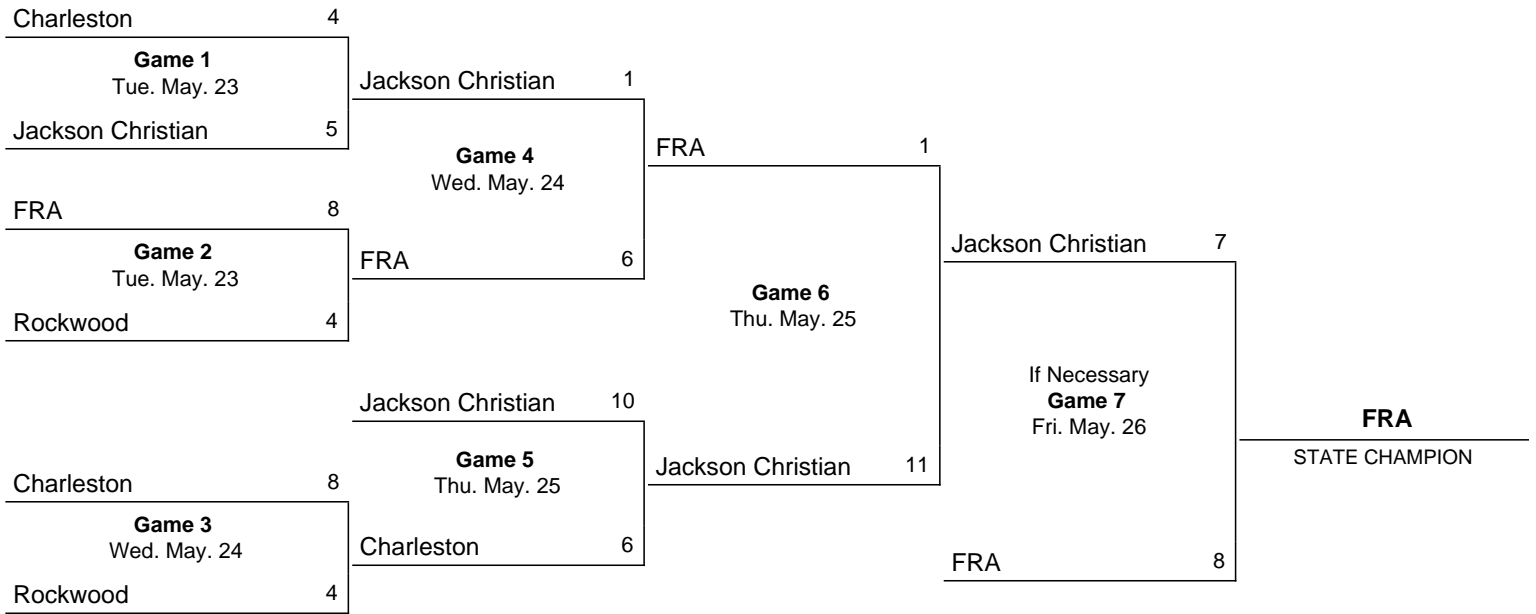 Charleston 4
Game 1
Tue. May. 23
Jackson Christian 5
FRA 8
Game 2
Tue. May. 23
Rockwood 4
Charleston 8
Game 3
Wed. May. 24
Rockwood 4
Jackson Christian 1
Game 4
Wed. May. 24
FRA 6
Jackson Christian 10
Game 5
Thu. May. 25
Charleston 6
FRA 1
Game 6
Thu. May. 25
Jackson Christian 11
Jackson Christian 7
If Necessary
Game 7
Fri. May. 26
FRA 8
FRA
STATE CHAMPION